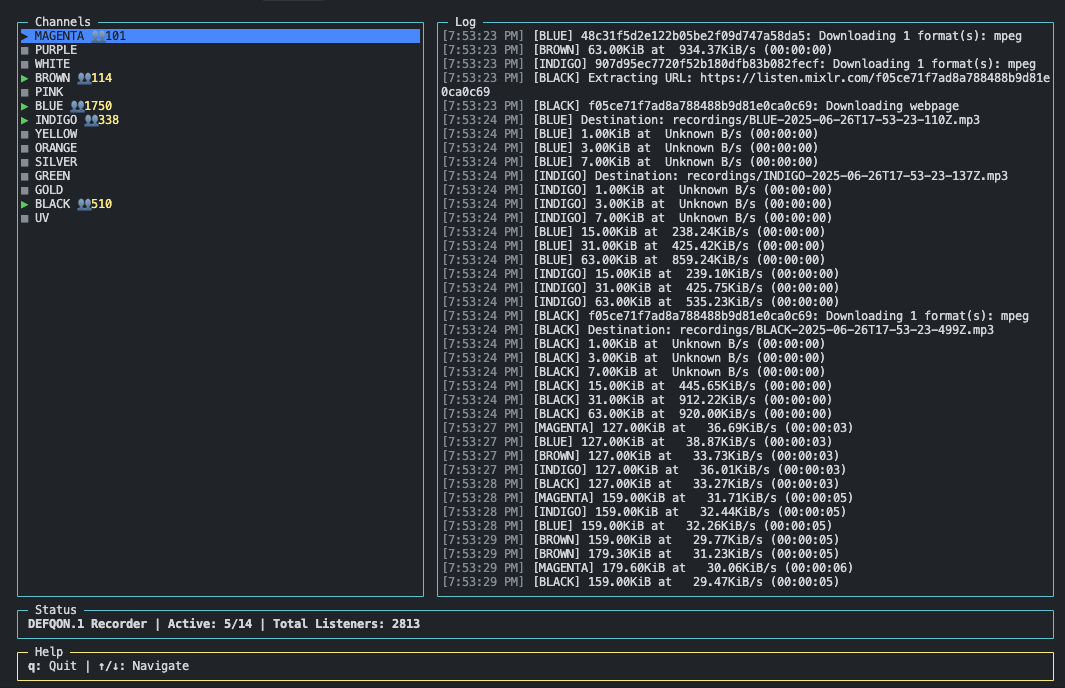 Channels
▶ MAGENTA 👥101
■ PURPLE
■ WHITE
▶ BROWN 👥114
■ PINK
▶ BLUE 👥1750
▶ INDIGO 👥338
■ YELLOW
■ ORANGE
■ SILVER
■ GREEN
■ GOLD
▶ BLACK 👥510
■ UV
Log
[7:53:23 PM] [BLUE] 48c31f5d2e122b05be2f09d747a58da5: Downloading 1 format(s): mpeg
[7:53:23 PM] [BROWN] 63.00KiB at  934.37KiB/s (00:00:00)
[7:53:23 PM] [INDIGO] 907d95ec7720f52b180dfb83b082fecf: Downloading 1 format(s): mpeg
[7:53:23 PM] [BLACK] Extracting URL: https://listen.mixlr.com/f05ce71f7ad8a788488b9d81e
0ca0c69
[7:53:23 PM] [BLACK] f05ce71f7ad8a788488b9d81e0ca0c69: Downloading webpage
[7:53:24 PM] [BLUE] Destination: recordings/BLUE-2025-06-26T17-53-23-110Z.mp3
[7:53:24 PM] [BLUE] 1.00KiB at  Unknown B/s (00:00:00)
[7:53:24 PM] [BLUE] 3.00KiB at  Unknown B/s (00:00:00)
[7:53:24 PM] [BLUE] 7.00KiB at  Unknown B/s (00:00:00)
[7:53:24 PM] [INDIGO] Destination: recordings/INDIGO-2025-06-26T17-53-23-137Z.mp3
[7:53:24 PM] [INDIGO] 1.00KiB at  Unknown B/s (00:00:00)
[7:53:24 PM] [INDIGO] 3.00KiB at  Unknown B/s (00:00:00)
[7:53:24 PM] [INDIGO] 7.00KiB at  Unknown B/s (00:00:00)
[7:53:24 PM] [BLUE] 15.00KiB at  238.24KiB/s (00:00:00)
[7:53:24 PM] [BLUE] 31.00KiB at  425.42KiB/s (00:00:00)
[7:53:24 PM] [BLUE] 63.00KiB at  859.24KiB/s (00:00:00)
[7:53:24 PM] [INDIGO] 15.00KiB at  239.10KiB/s (00:00:00)
[7:53:24 PM] [INDIGO] 31.00KiB at  425.75KiB/s (00:00:00)
[7:53:24 PM] [INDIGO] 63.00KiB at  535.23KiB/s (00:00:00)
[7:53:24 PM] [BLACK] f05ce71f7ad8a788488b9d81e0ca0c69: Downloading 1 format(s): mpeg
[7:53:24 PM] [BLACK] Destination: recordings/BLACK-2025-06-26T17-53-23-499Z.mp3
[7:53:24 PM] [BLACK] 1.00KiB at  Unknown B/s (00:00:00)
[7:53:24 PM] [BLACK] 3.00KiB at  Unknown B/s (00:00:00)
[7:53:24 PM] [BLACK] 7.00KiB at  Unknown B/s (00:00:00)
[7:53:24 PM] [BLACK] 15.00KiB at  445.65KiB/s (00:00:00)
[7:53:24 PM] [BLACK] 31.00KiB at  912.22KiB/s (00:00:00)
[7:53:24 PM] [BLACK] 63.00KiB at  920.00KiB/s (00:00:00)
[7:53:27 PM] [MAGENTA] 127.00KiB at   36.69KiB/s (00:00:03)
[7:53:27 PM] [BLUE] 127.00KiB at   38.87KiB/s (00:00:03)
[7:53:27 PM] [BROWN] 127.00KiB at   33.73KiB/s (00:00:03)
[7:53:27 PM] [INDIGO] 127.00KiB at   36.01KiB/s (00:00:03)
[7:53:28 PM] [BLACK] 127.00KiB at   33.27KiB/s (00:00:03)
[7:53:28 PM] [MAGENTA] 159.00KiB at   31.71KiB/s (00:00:05)
[7:53:28 PM] [INDIGO] 159.00KiB at   32.44KiB/s (00:00:05)
[7:53:28 PM] [BLUE] 159.00KiB at   32.26KiB/s (00:00:05)
[7:53:29 PM] [BROWN] 159.00KiB at   29.77KiB/s (00:00:05)
[7:53:29 PM] [BROWN] 179.30KiB at   31.23KiB/s (00:00:05)
[7:53:29 PM] [MAGENTA] 179.60KiB at   30.06KiB/s (00:00:06)
[7:53:29 PM] [BLACK] 159.00KiB at   29.47KiB/s (00:00:05)
Status
DEFQON.1 Recorder | Active: 5/14 | Total Listeners: 2813
Help
q: Quit | ↑/↓: Navigate